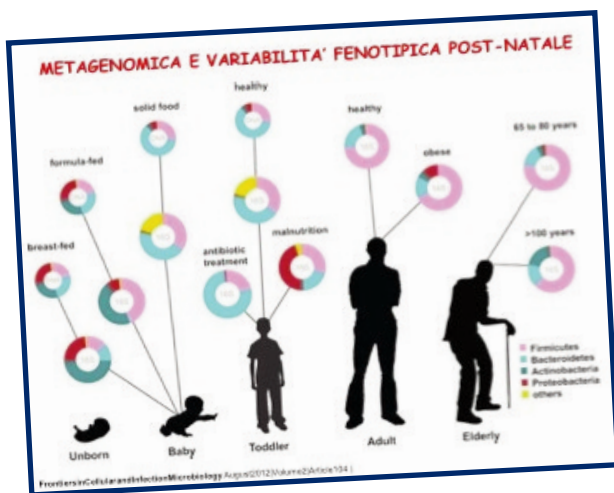 METAGENOMICA E VARIABILITA' FENOTIPICA POST-NATALE
healthy
solid food
healthy
65 to 80 years
formula-fed
obese
breast-fed
antibiotic
treatment
malnutrition
>100 years
Firmicutes
Bacteroidetes
Actinobacteria
Proteobacteria
others
Unborn
Baby
Toddler
Adult
Elderly
FrontiersinCellularandInfectionMicrobiology August2012|Volume2|Article104|